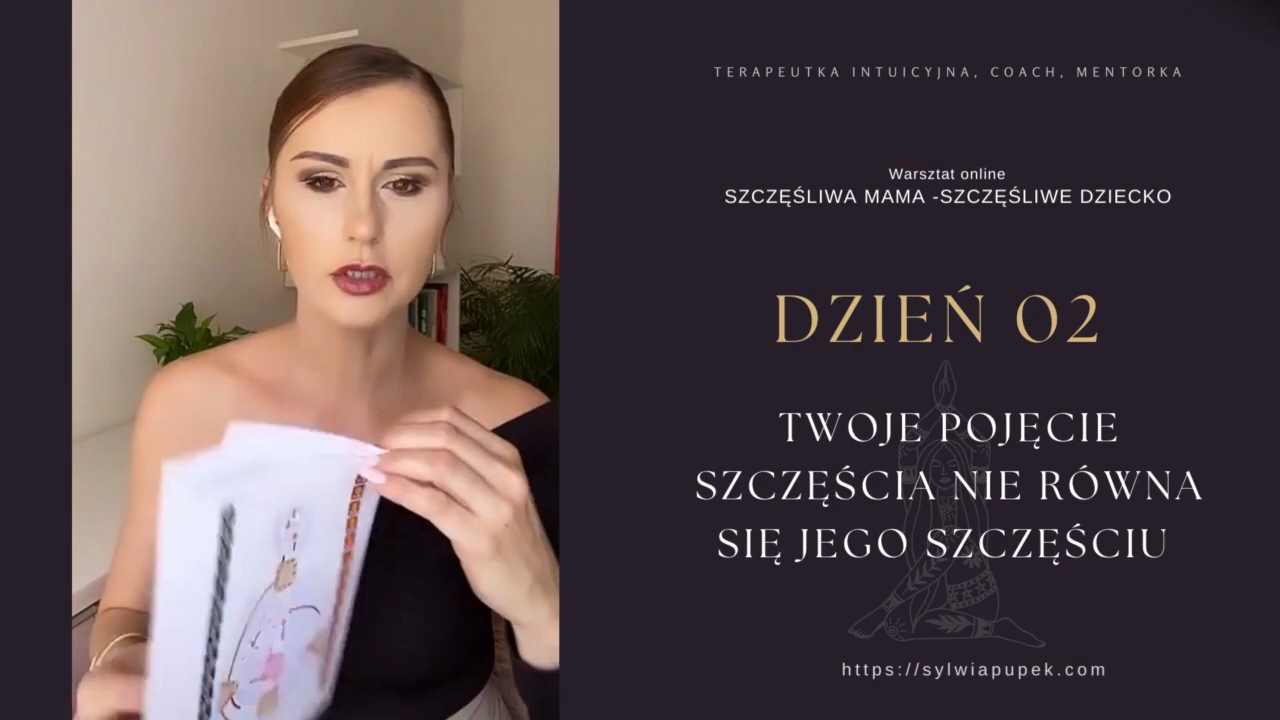 TERAPEUTKA INTUICYJNA, COACH, MENTORKA
Warsztat online
SZCZĘŚLIWA MAMA -SZCZĘŚLIWE DZIECKO
DZIEŃ 02
TWOJE POJĘCIE
SZCZĘŚCIA NIE RÓWNA
SIĘ JEGO SZCZĘŚCIU
https://sylwiapupek.com